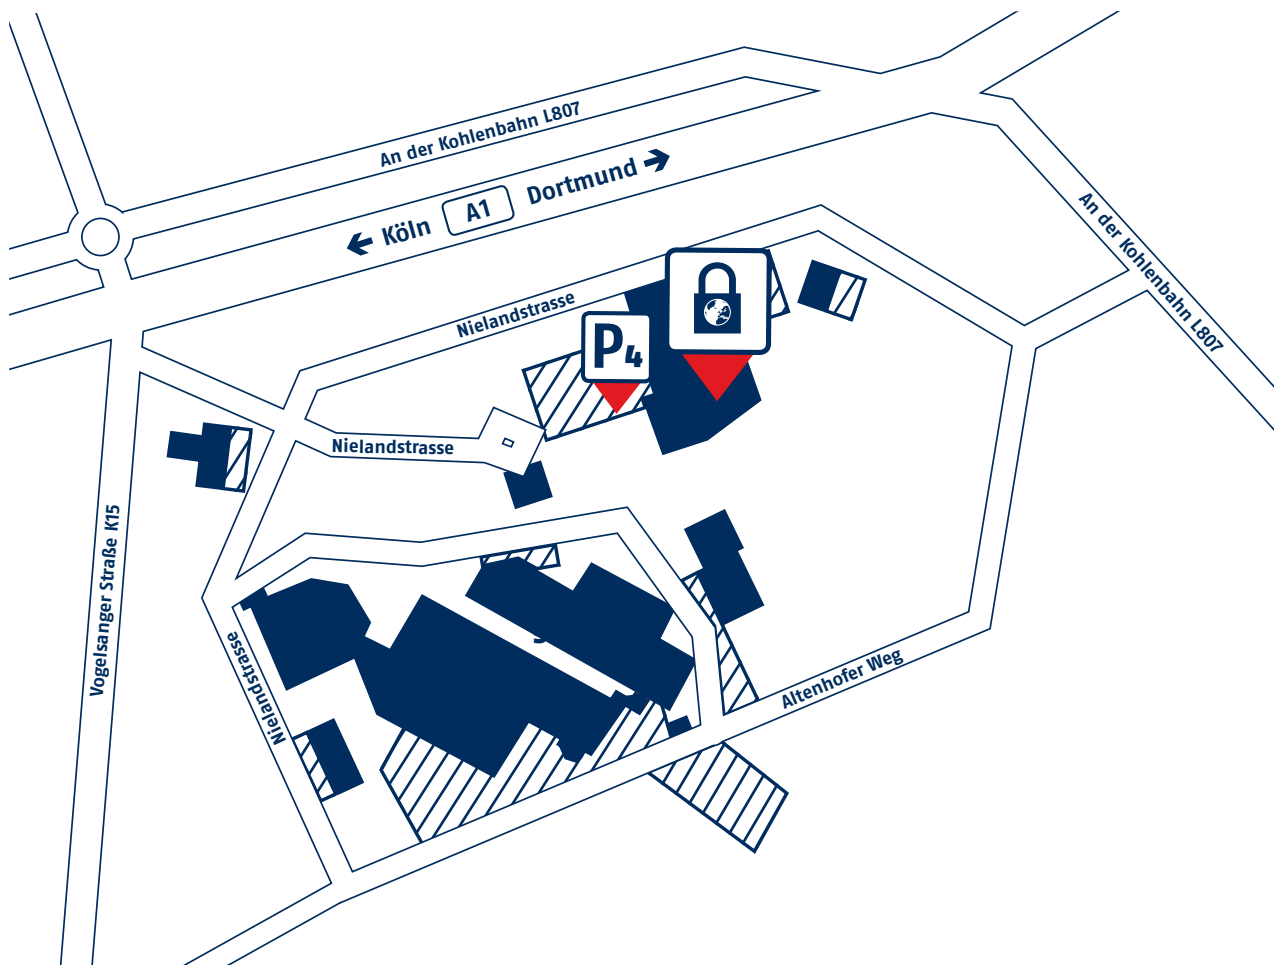 An der Kohlenbahn L807
Köln A1 Dortmund
An der Kohlenbahn L807
Nielandstrasse
P4
Nielandstrasse
Vogelsanger Straße K15
Nielandstrasse
Altenhofer Weg